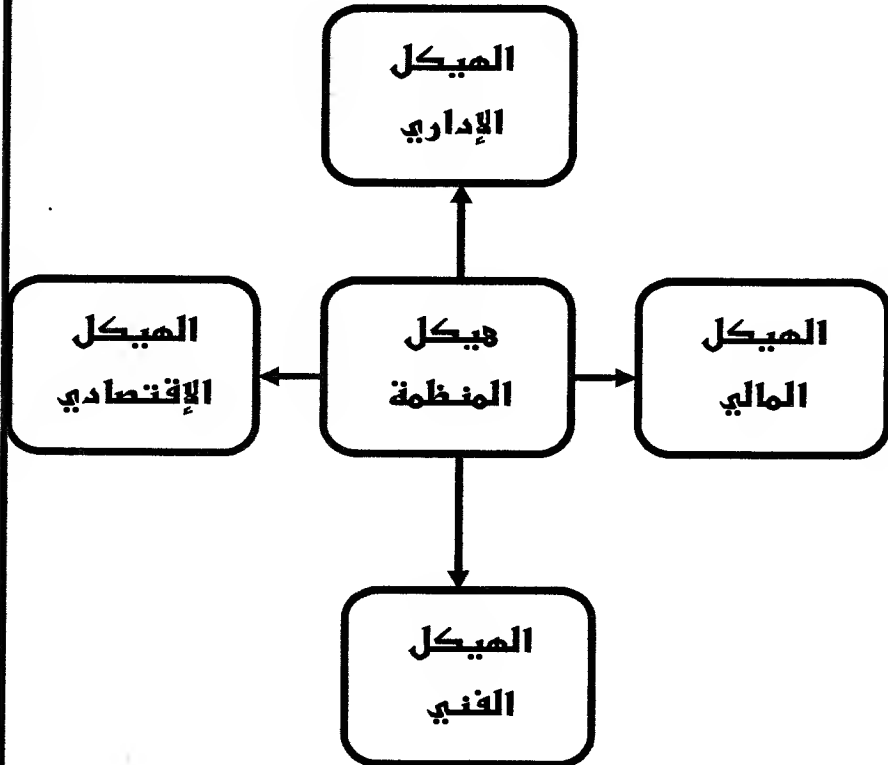 الهيكل
الإداري
الهيكل
المالي
هيكل
المنظمة
الهيكل
الإقتصادي
الهيكل
الفني